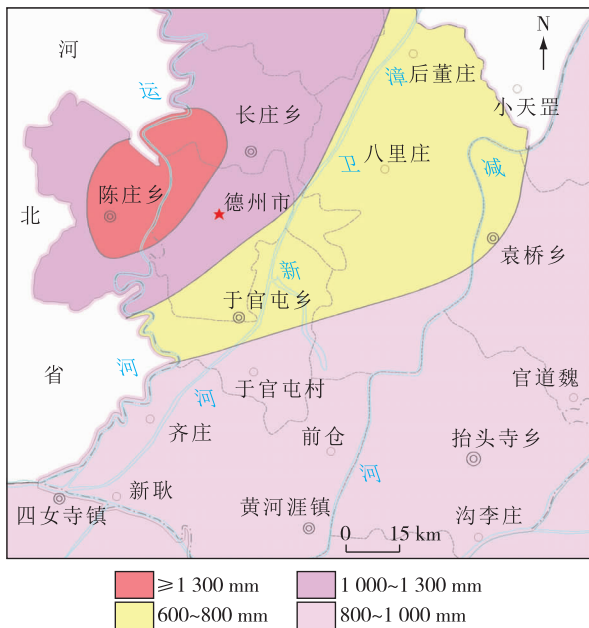 河
N
运
漳
后董庄
小天罡
长庄乡
卫
八里庄
减
陈庄乡
德州市
北
袁桥乡
新
于官屯乡
河
省
于官屯村
官道魏
河
齐庄
前仓
抬头寺乡
河
新耿
四女寺镇
黄河涯镇
沟李庄
0 15 km
≥1 300 mm
1 000~1 300 mm
600~800 mm
800~1 000 mm